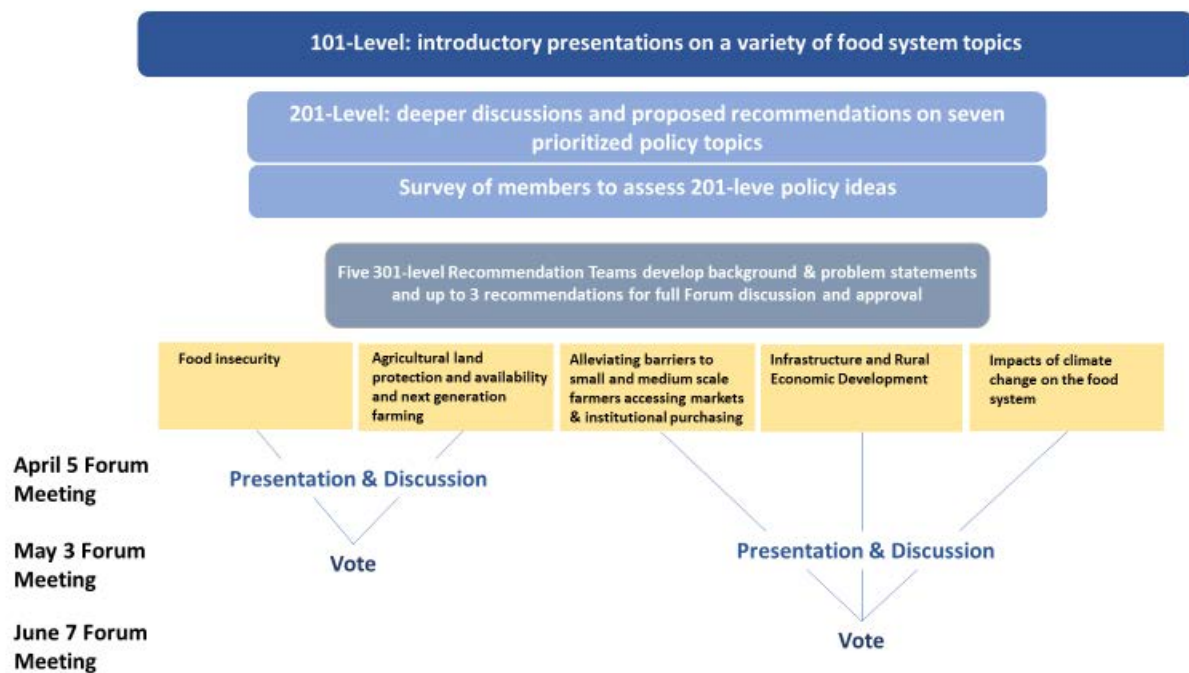 101-Level: introductory presentations on a variety of food system topics
201-Level: deeper discussions and proposed recommendations on seven
prioritized policy topics
Survey of members to assess 201-leve policy ideas
Five 301-level Recommendation Teams develop background & problem statements
and up to 3 recommendations for full Forum discussion and approval
Food insecurity
Agricultural land
protection and availability
and next generation
farming
Alleviating barriers to
small and medium scale
farmers accessing markets
& institutional purchasing
Infrastructure and Rural
Economic Development
Impacts of climate
change on the food
system
April 5 Forum
Meeting
Presentation & Discussion
May 3 Forum
Meeting
Vote
Presentation & Discussion
June 7 Forum
Meeting
Vote